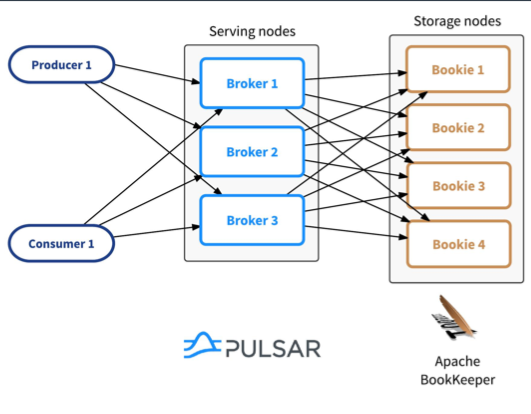 Serving nodes
Storage nodes
Producer 1
Consumer 1
Broker 1
Broker 2
Broker 3
Bookie 1
Bookie 2
Bookie 3
Bookie 4
PULSAR
Apache
BookKeeper